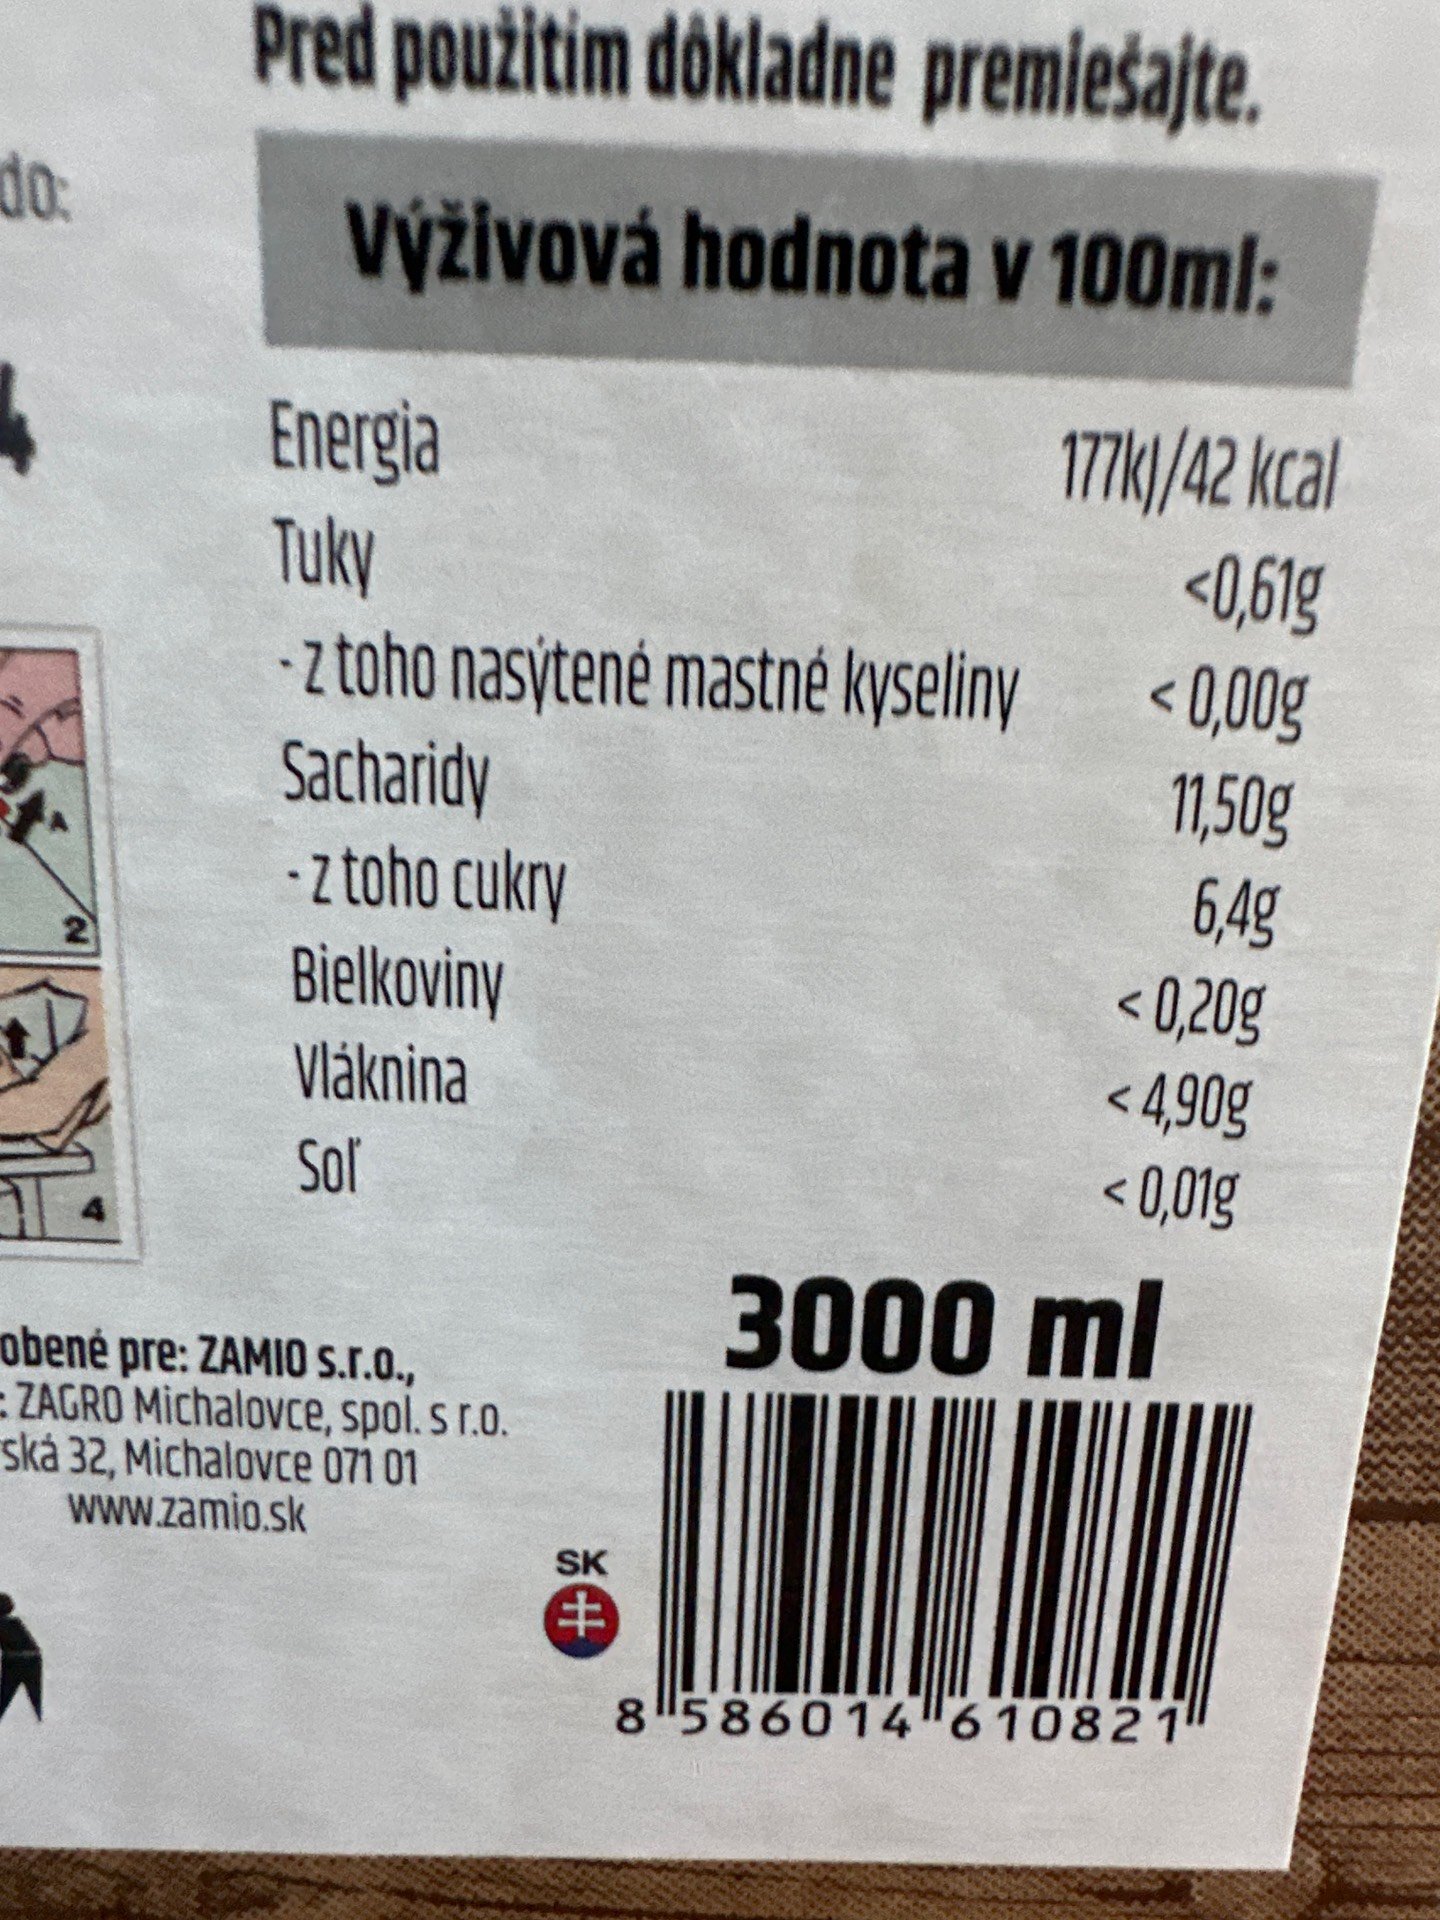 Pred použitím dôkladne premiešajte.
do:
Výživová hodnota v 100ml:
4
Energia 177kJ/42 kcal
Tuky <0,61g
- z toho nasýtené mastné kyseliny < 0,00g
Sacharidy 11,50g
- z toho cukry 6,4g
Bielkoviny < 0,20g
Vláknina < 4,90g
Soľ < 0,01g
A
2
4
3000 ml
obené pre: ZAMIO s.r.o.,
: ZAGRO Michalovce, spol. s r.o.
ská 32, Michalovce 071 01
www.zamio.sk
SK
8 586014 610821